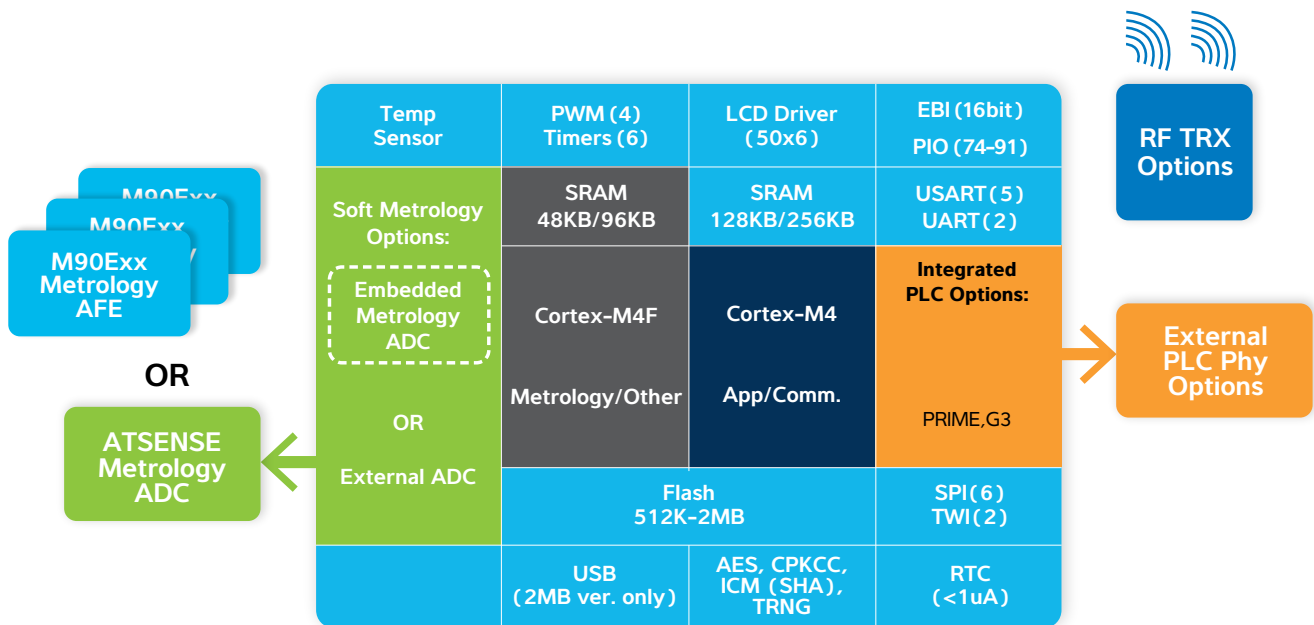 Temp
Sensor
PWM (4)
Timers (6)
LCD Driver
(50x6)
EBI (16bit)
PIO (74-91)
RF TRX
Options
M90Exx
M90Exx
M90Exx
Metrology
AFE
OR
ATSENSE
Metrology
ADC
Soft Metrology
Options:
Embedded
Metrology
ADC
OR
External ADC
SRAM
48KB/96KB
SRAM
128KB/256KB
USART(5)
UART(2)
Cortex-M4F
Metrology/Other
Cortex-M4
App/Comm.
Integrated
PLC Options:
PRIME,G3
External
PLC Phy
Options
Flash
512K-2MB
SPI(6)
TWI(2)
USB
(2MB ver. only)
AES, CPKCC,
ICM (SHA),
TRNG
RTC
(<1uA)